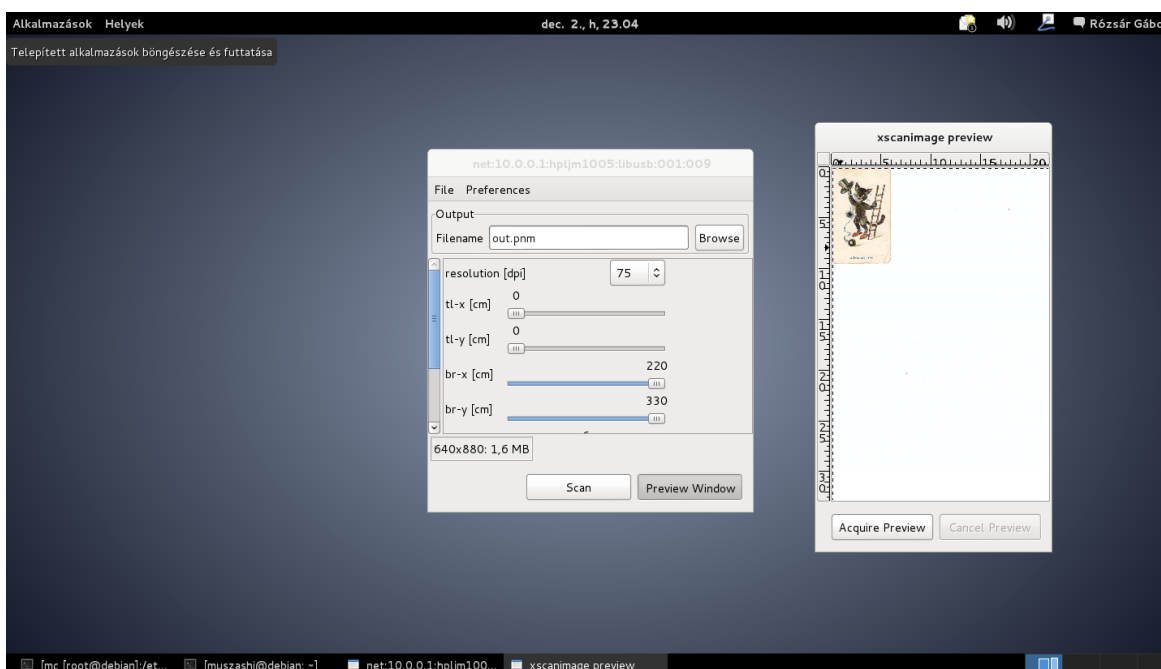 Alkalmazások Helyek
dec. 2., h, 23.04
Rózsár Gábo
Telepített alkalmazások böngészése és futtatása
net:10.0.0.1:hpljm1005:libusb:001:009
File Preferences
Output
Filename out.pnm Browse
resolution [dpi] 75
tl-x [cm] 0
tl-y [cm] 0
br-x [cm] 220
br-y [cm] 330
640x880: 1,6 MB
Scan Preview Window
xscanimage preview
0 5 10 15 20
0
5
10
15
20
25
30
Acquire Preview Cancel Preview
[mc [root@debian]:/et... [muszashi@debian: ~] net:10.0.0.1:hpljm100... xscanimage preview